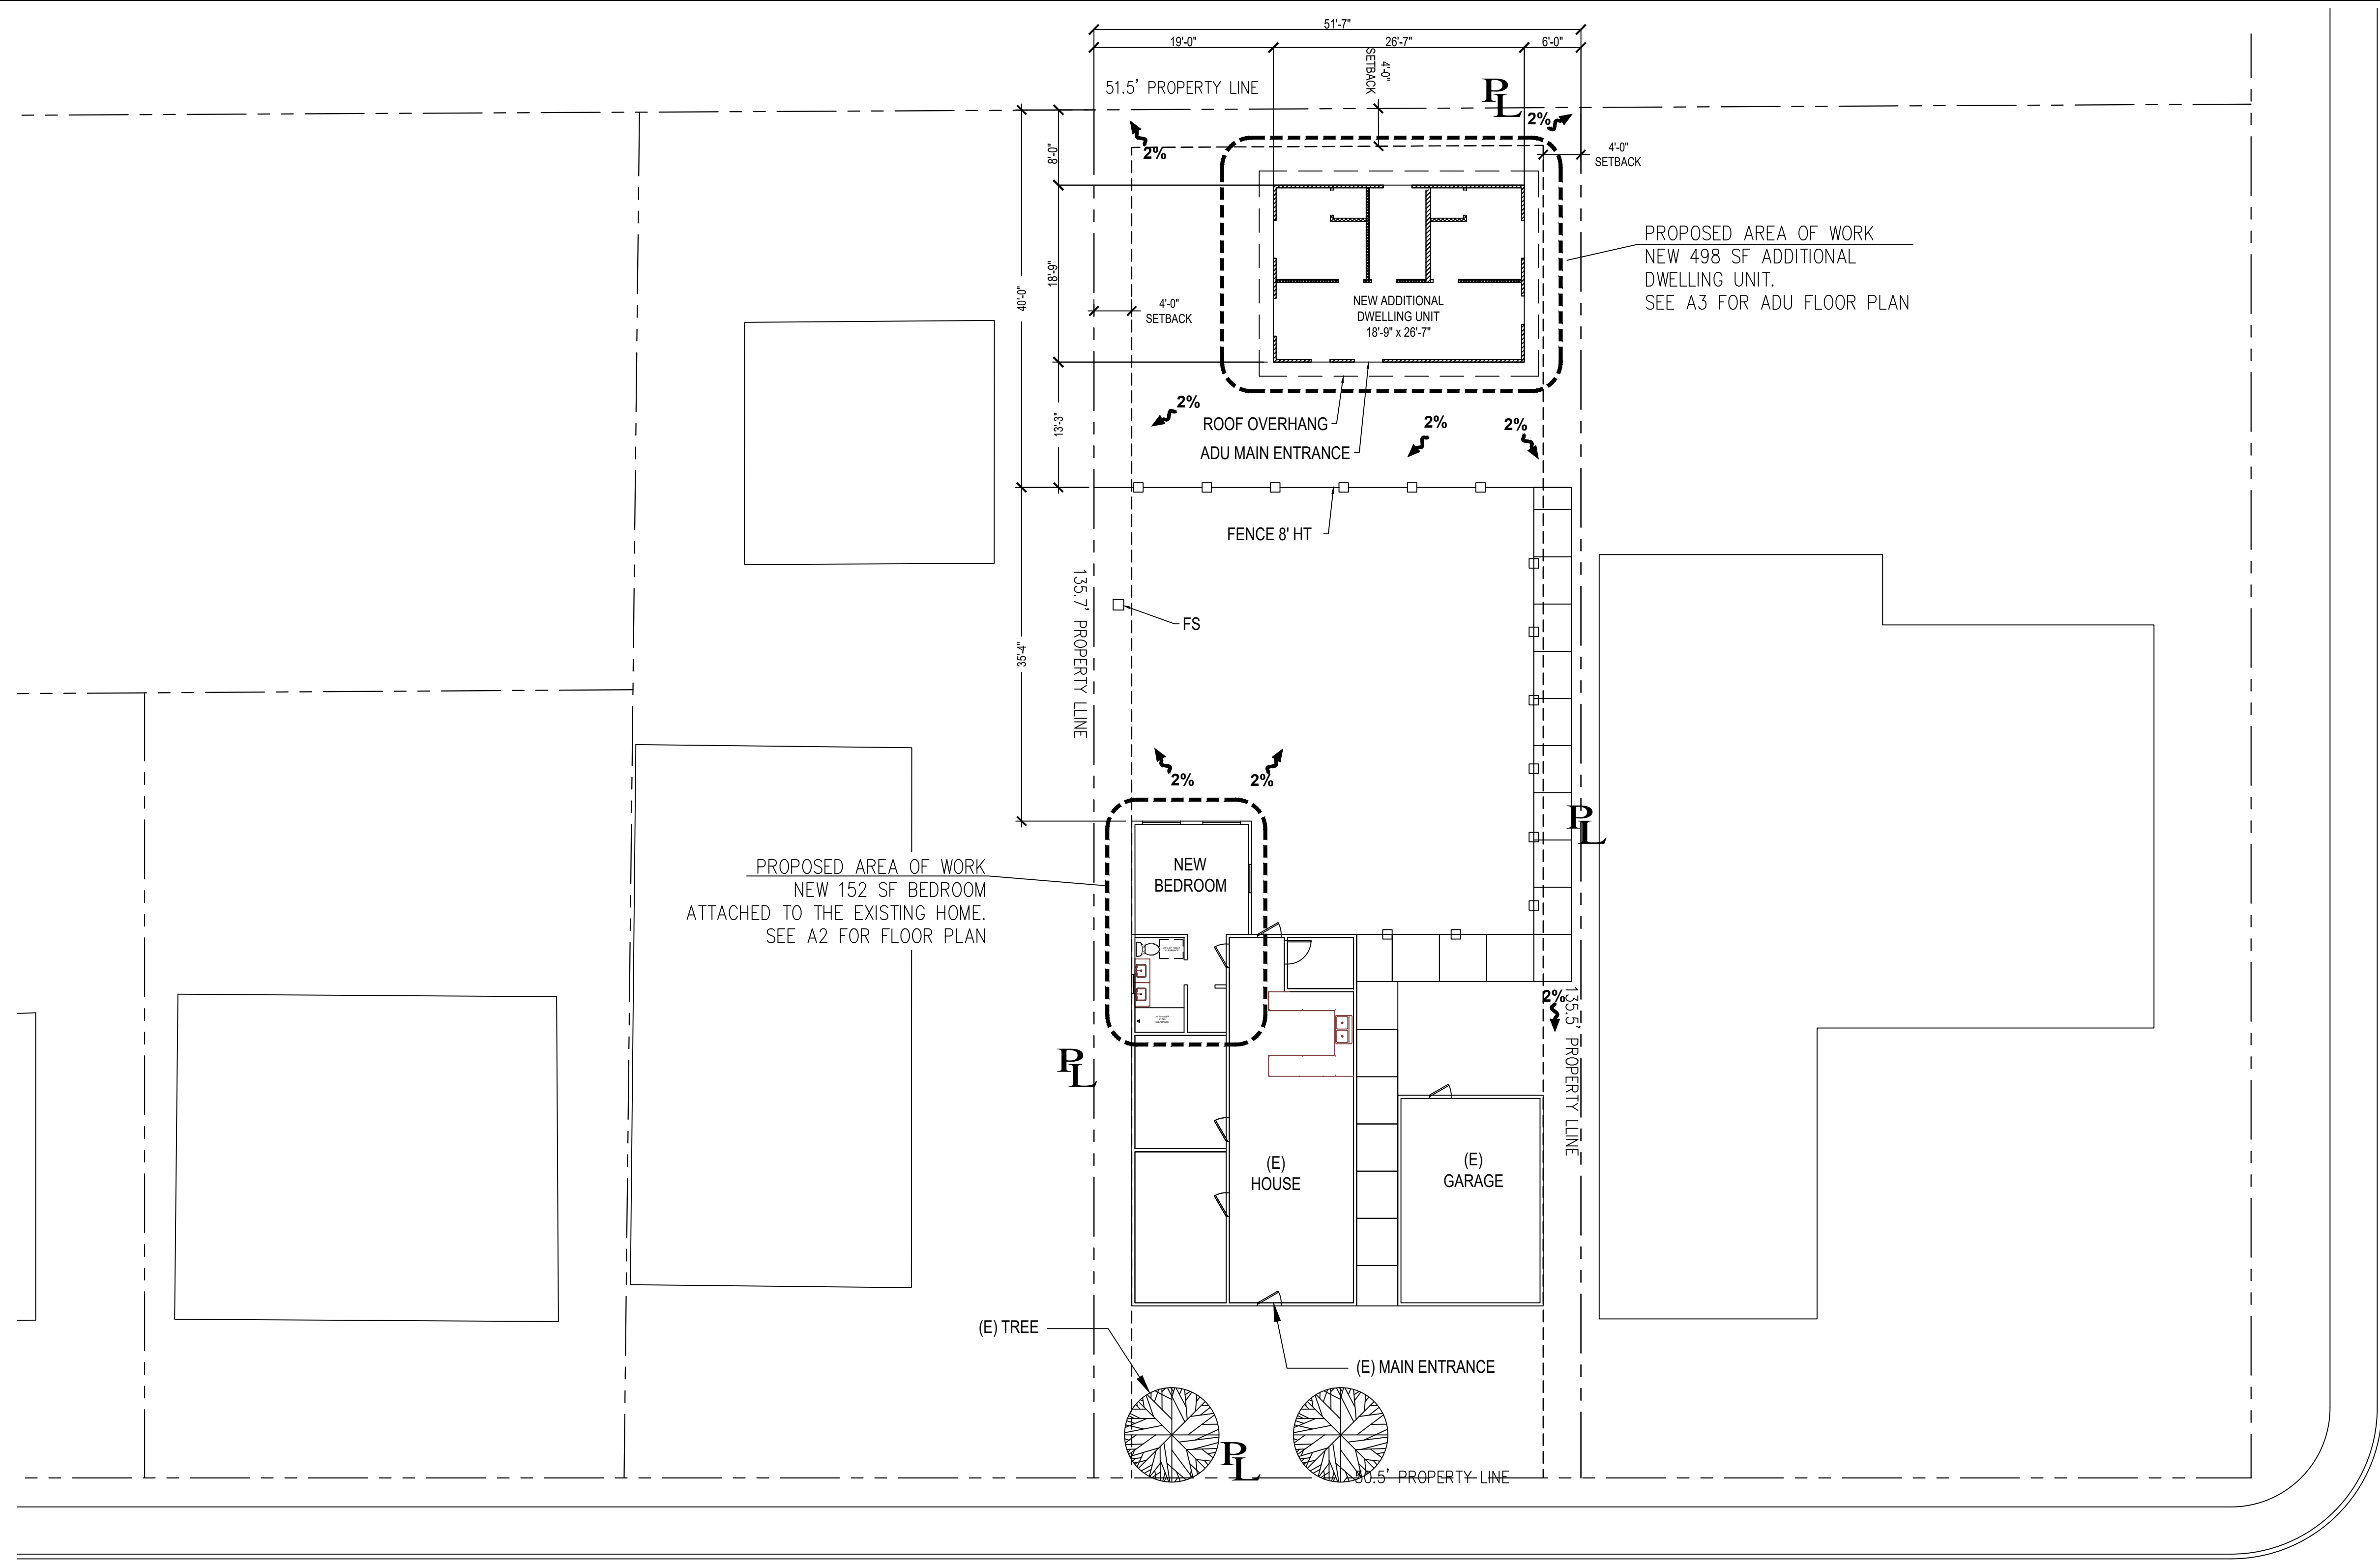 51'-7"
19'-0"
26'-7"
6'-0"
4'-0"
SETBACK
51.5' PROPERTY LINE
PL
2%
2%
8'-0"
4'-0"
SETBACK
18'-9"
40'-0"
4'-0"
SETBACK
NEW ADDITIONAL
DWELLING UNIT
18'-9" x 26'-7"
PROPOSED AREA OF WORK
NEW 498 SF ADDITIONAL
DWELLING UNIT.
SEE A3 FOR ADU FLOOR PLAN
13'-3"
2%
ROOF OVERHANG
ADU MAIN ENTRANCE
2%
2%
FENCE 8' HT
135.7' PROPERTY LLINE
FS
35'-4"
2%
2%
PL
PROPOSED AREA OF WORK
NEW 152 SF BEDROOM
ATTACHED TO THE EXISTING HOME.
SEE A2 FOR FLOOR PLAN
NEW
BEDROOM
2%
135.5' PROPERTY LLINE
PL
(E)
HOUSE
(E)
GARAGE
(E) TREE
(E) MAIN ENTRANCE
PL
50.5' PROPERTY LINE